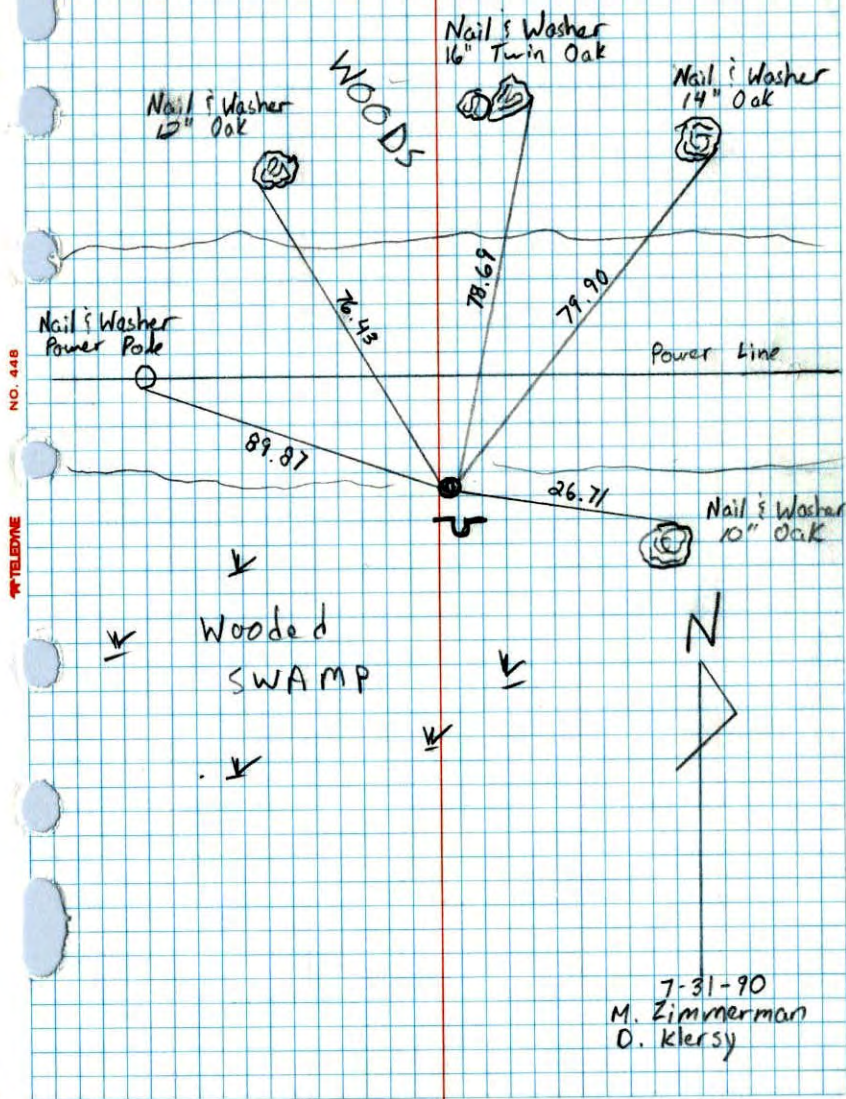 Nail & Washer
16" Twin Oak
WOODS
Nail & Washer
14" Oak
Nail & Washer
12" Oak
78.69
79.90
76.43
Nail & Washer
Power Pole
Power Line
NO. 448
89.87
26.71
Nail & Washer
10" Oak
TELEDYNE
Wooded
SWAMP
N
7-31-90
M. Zimmerman
D. Klersy